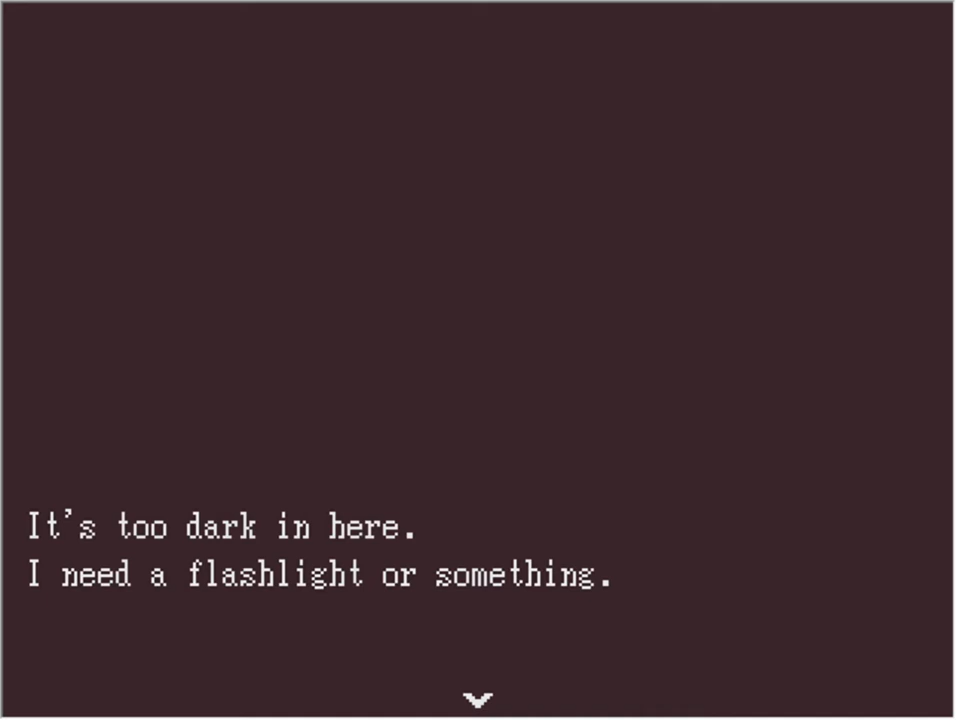 It's too dark in here.
I need a flashlight or something.